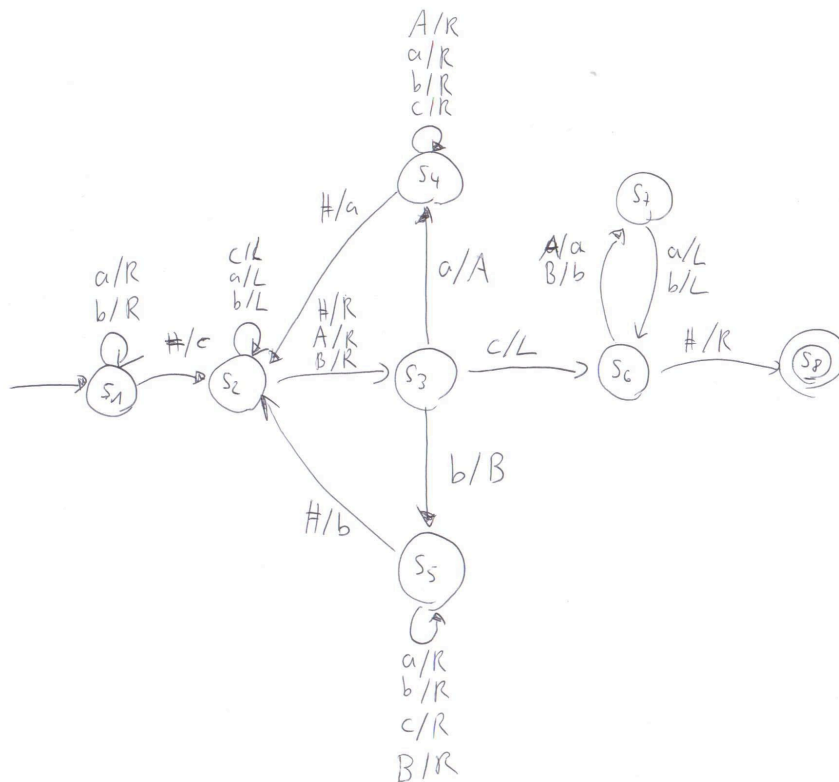 A/R
a/R
b/R
c/R
S4
S7
#/a
A/a
B/b
a/L
b/L
a/R
b/R
c/L
a/L
b/L
a/A
#/R
A/R
B/R
#/c
c/L
#/R
S1
S2
S3
S6
S8
b/B
#/b
S5
a/R
b/R
c/R
B/R